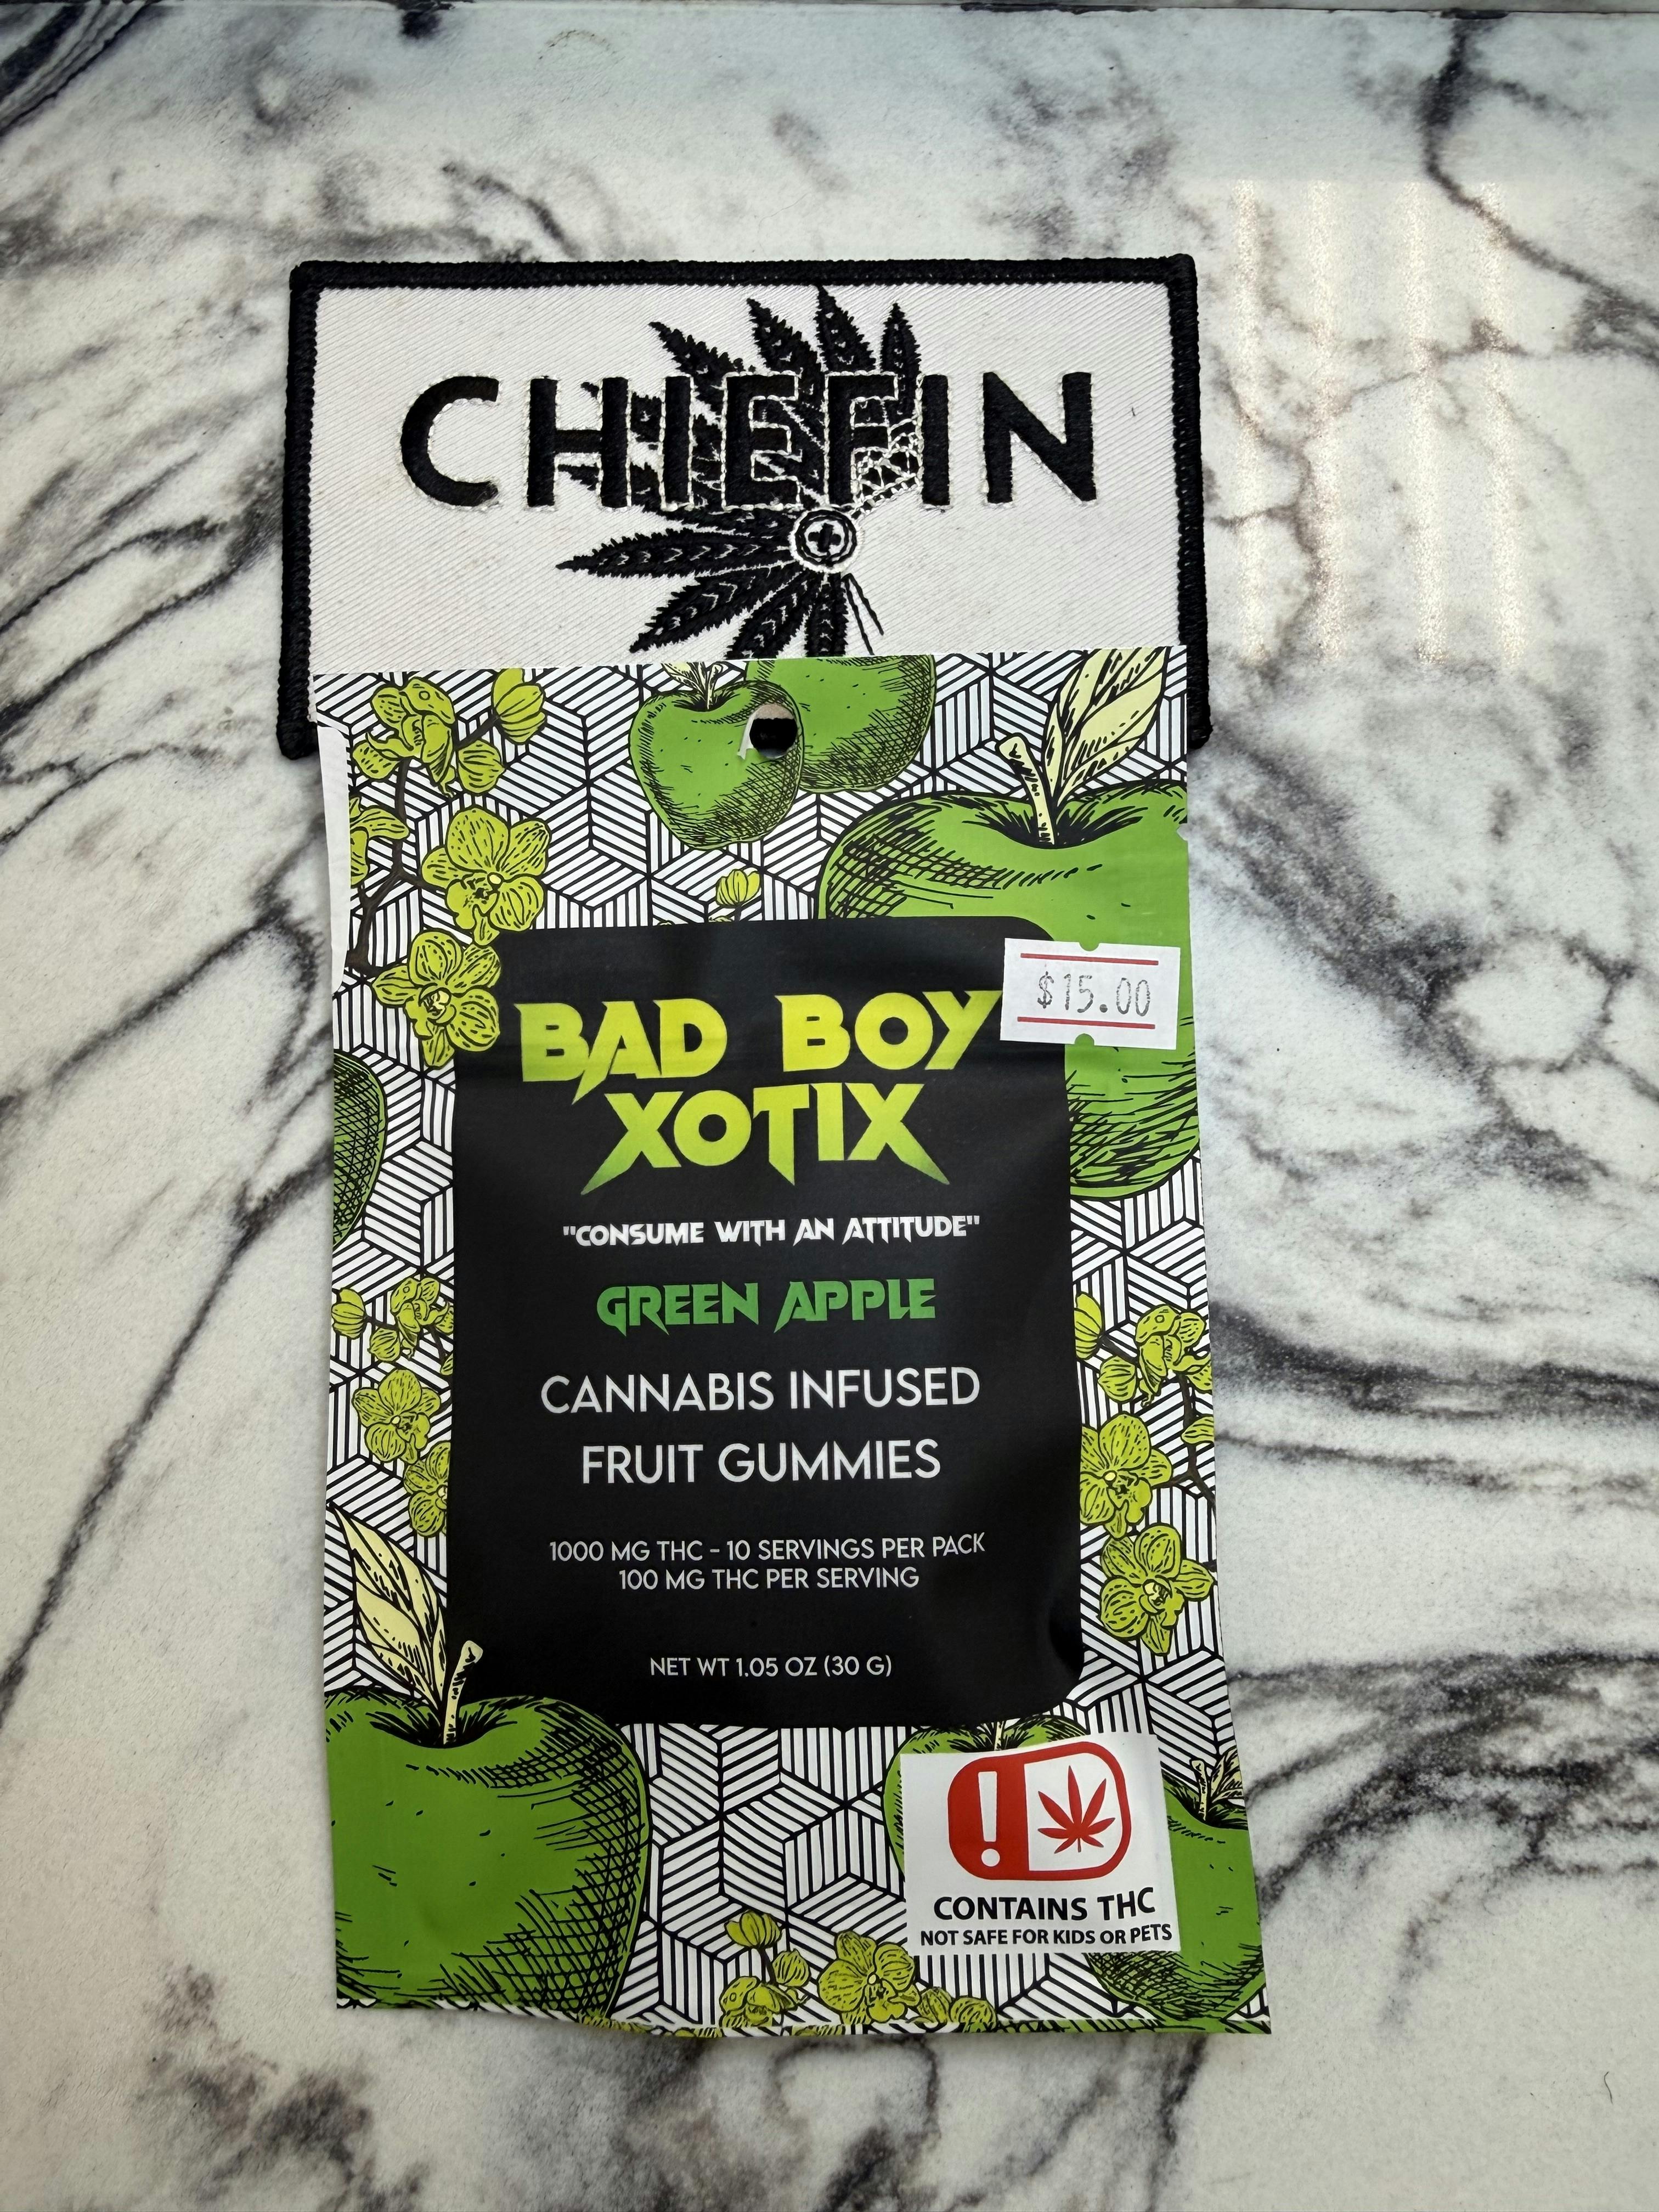 CHIEFIN
$15.00
BAD BOY
XOTIX
"CONSUME WITH AN ATTITUDE"
GREEN APPLE
CANNABIS INFUSED
FRUIT GUMMIES
1000 MG THC - 10 SERVINGS PER PACK
100 MG THC PER SERVING
NET WT 1.05 OZ (30 G)
!
CONTAINS THC
NOT SAFE FOR KIDS OR PETS